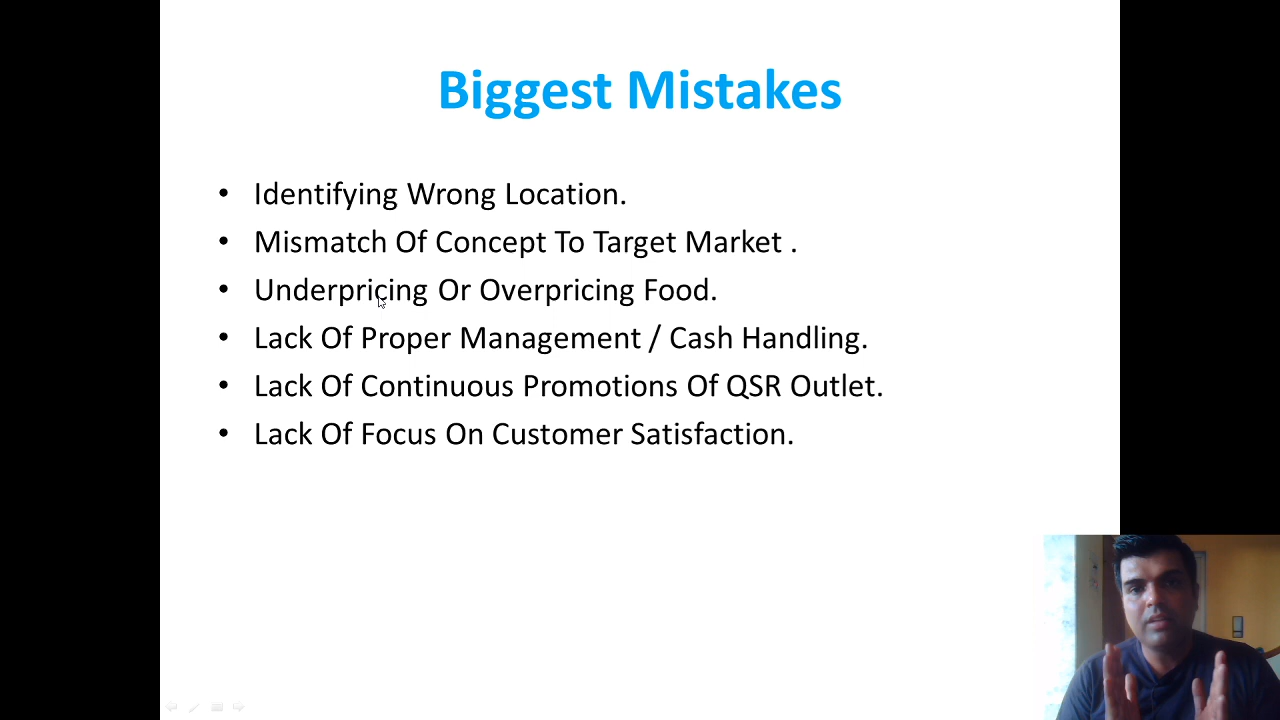 Biggest Mistakes
• Identifying Wrong Location.
• Mismatch Of Concept To Target Market .
• Underpricing Or Overpricing Food.
• Lack Of Proper Management / Cash Handling.
• Lack Of Continuous Promotions Of QSR Outlet.
• Lack Of Focus On Customer Satisfaction.